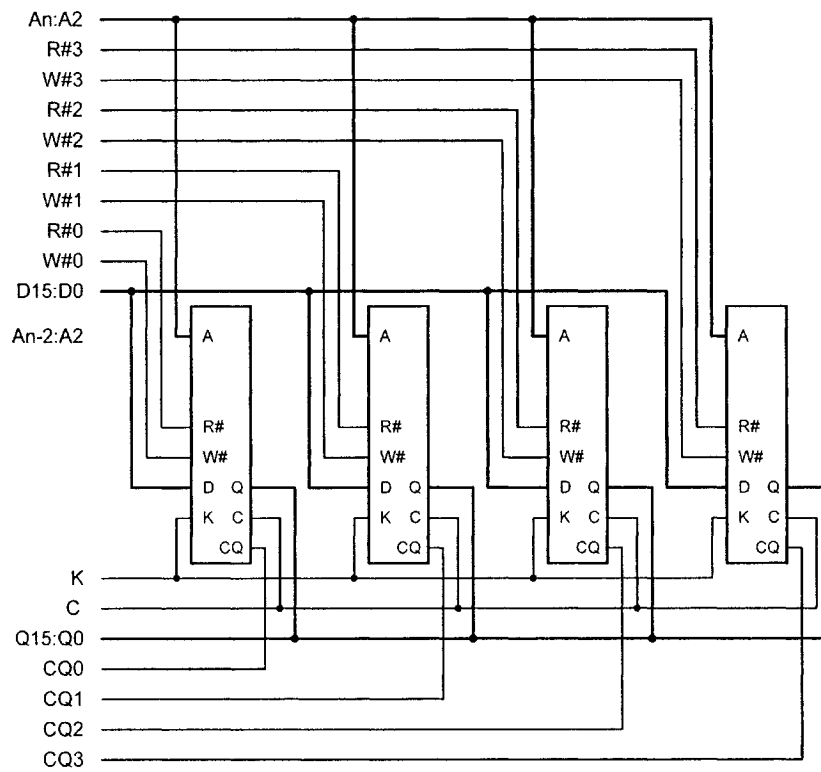 An:A2
R#3
W#3
R#2
W#2
R#1
W#1
R#0
W#0
D15:D0
An-2:A2
A A A A
R# R# R# R#
W# W# W# W#
D Q D Q D Q D Q
K C K C K C K C
CQ CQ CQ CQ
K
C
Q15:Q0
CQ0
CQ1
CQ2
CQ3